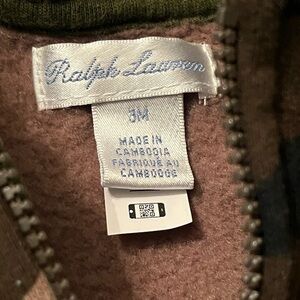 Ralph Lauren
3M
MADE IN
CAMBODIA
FABRIQUÉ AU
CAMBODGE